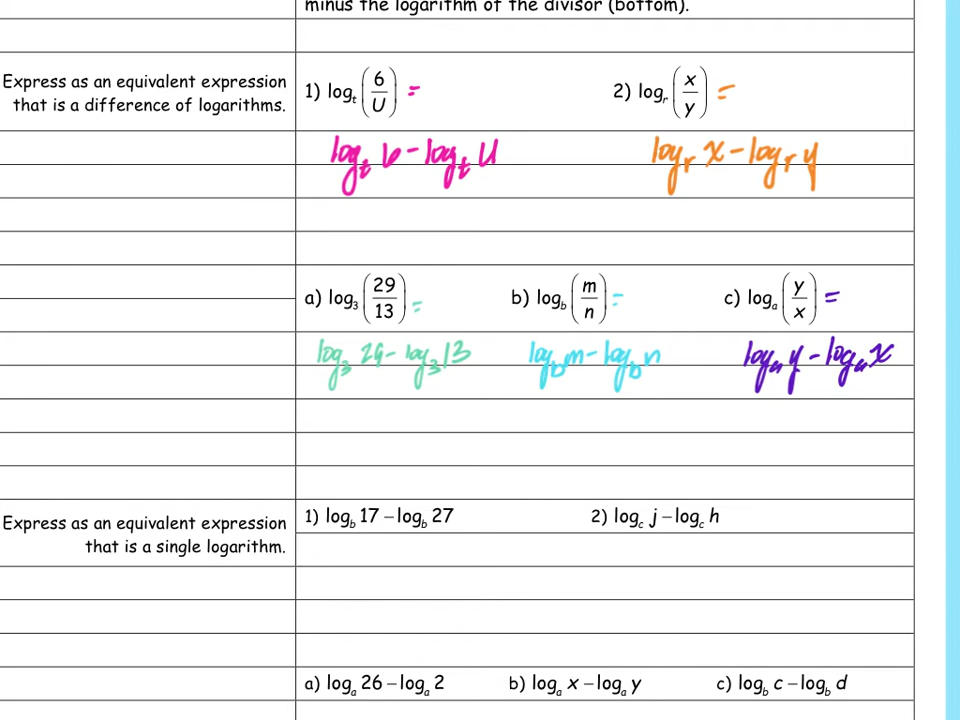 minus the logarithm of the divisor (bottom).
Express as an equivalent expression that is a difference of logarithms.
1) log_t (6/U) =
2) log_r (x/y) =
log_t 6 - log_t U
log_r x - log_r y
a) log_3 (29/13) =
b) log_b (m/n) =
c) log_a (y/x) =
log_3 29 - log_3 13
log_b m - log_b n
log_a y - log_a x
Express as an equivalent expression that is a single logarithm.
1) log_b 17 - log_b 27
2) log_c j - log_c h
a) log_a 26 - log_a 2
b) log_a x - log_a y
c) log_b c - log_b d